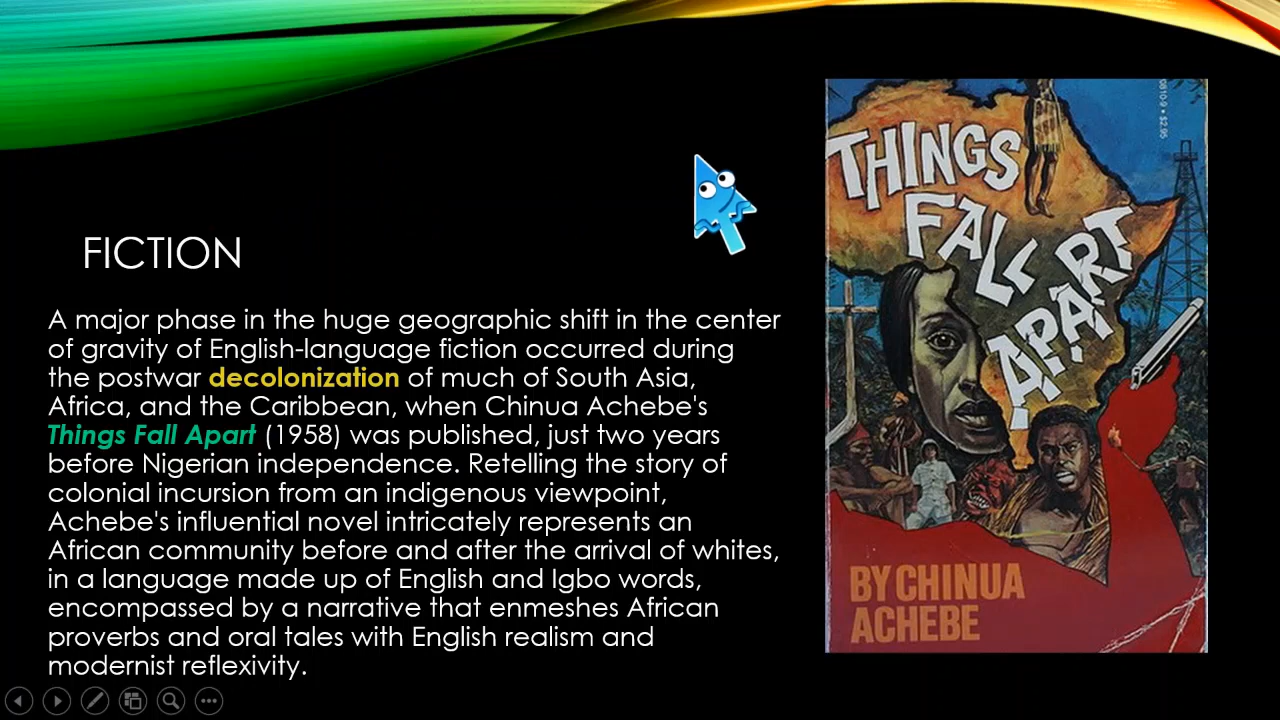 FICTION
A major phase in the huge geographic shift in the center
of gravity of English-language fiction occurred during
the postwar decolonization of much of South Asia,
Africa, and the Caribbean, when Chinua Achebe's
Things Fall Apart (1958) was published, just two years
before Nigerian independence. Retelling the story of
colonial incursion from an indigenous viewpoint,
Achebe's influential novel intricately represents an
African community before and after the arrival of whites,
in a language made up of English and Igbo words,
encompassed by a narrative that enmeshes African
proverbs and oral tales with English realism and
modernist reflexivity.
THINGS
FALL
APART
BY CHINUA
ACHEBE
$2.95